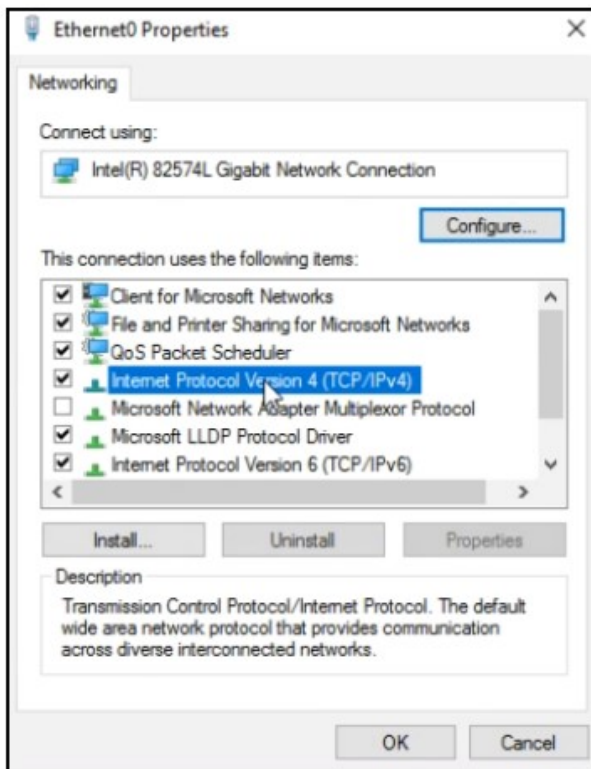 Ethernet0 Properties
Networking
Connect using:
Intel(R) 82574L Gigabit Network Connection
Configure...
This connection uses the following items:
Client for Microsoft Networks
File and Printer Sharing for Microsoft Networks
QoS Packet Scheduler
Internet Protocol Version 4 (TCP/IPv4)
Microsoft Network Adapter Multiplexor Protocol
Microsoft LLDP Protocol Driver
Internet Protocol Version 6 (TCP/IPv6)
Install... Uninstall Properties
Description
Transmission Control Protocol/Internet Protocol. The default
wide area network protocol that provides communication
across diverse interconnected networks.
OK Cancel